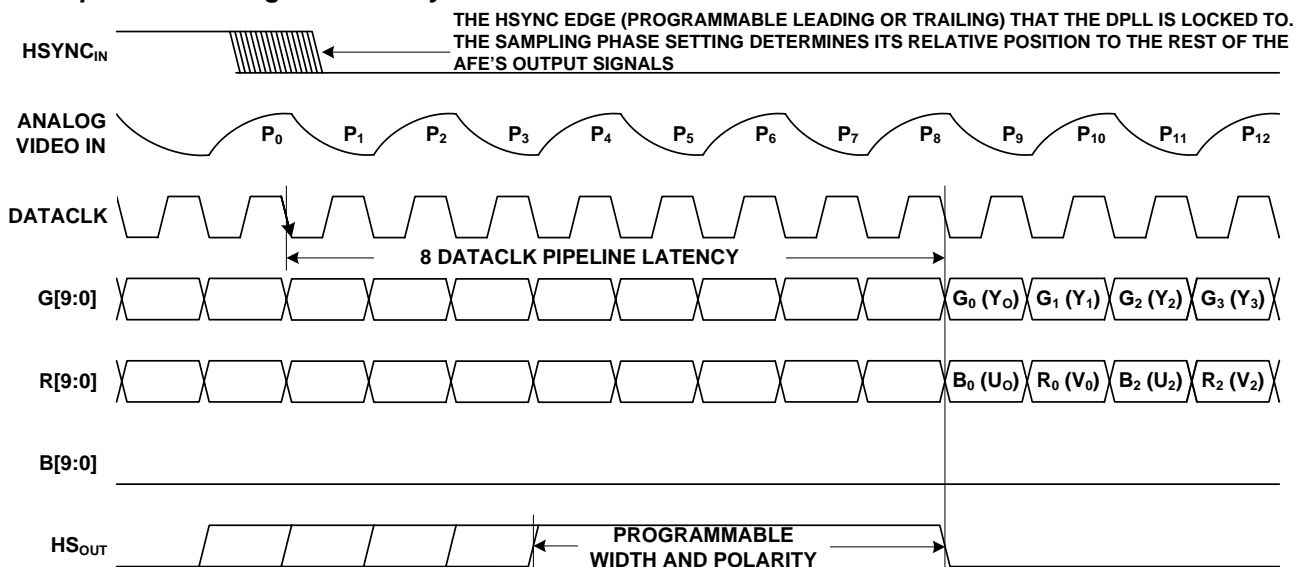 THE HSYNC EDGE (PROGRAMMABLE LEADING OR TRAILING) THAT THE DPLL IS LOCKED TO.
THE SAMPLING PHASE SETTING DETERMINES ITS RELATIVE POSITION TO THE REST OF THE
AFE'S OUTPUT SIGNALS
HSYNCIN
ANALOG
VIDEO IN
P0 P1 P2 P3 P4 P5 P6 P7 P8 P9 P10 P11 P12
DATACLK
8 DATACLK PIPELINE LATENCY
G[9:0]
G0 (YO) G1 (Y1) G2 (Y2) G3 (Y3)
R[9:0]
B0 (UO) R0 (V0) B2 (U2) R2 (V2)
B[9:0]
HSOUT
PROGRAMMABLE
WIDTH AND POLARITY